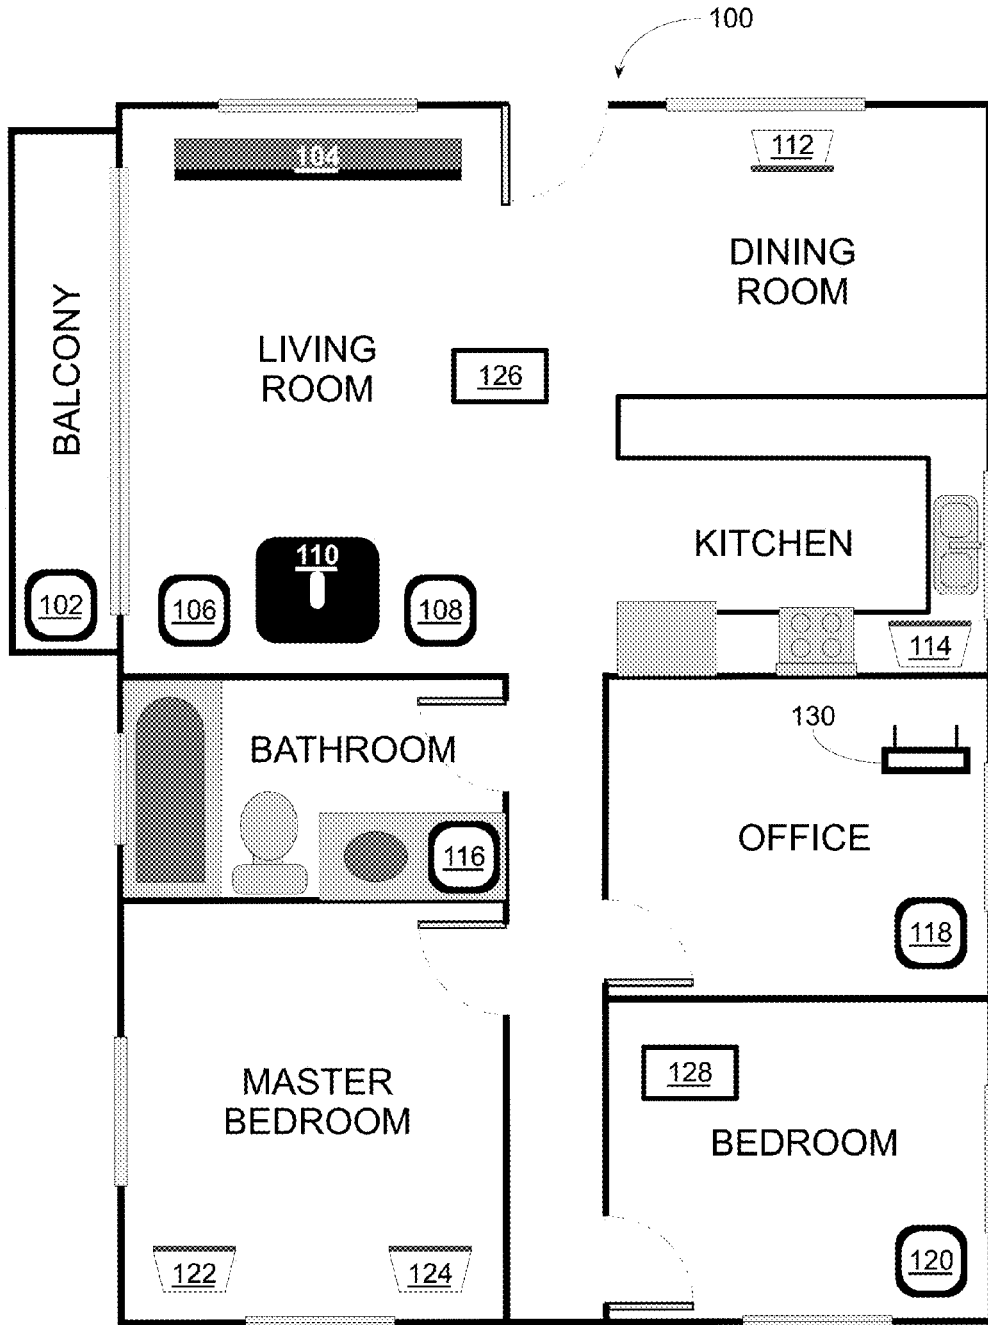 100
104
112
DINING
ROOM
BALCONY
LIVING
ROOM
126
KITCHEN
110
102
106
108
114
130
BATHROOM
OFFICE
116
118
128
MASTER
BEDROOM
BEDROOM
122
124
120